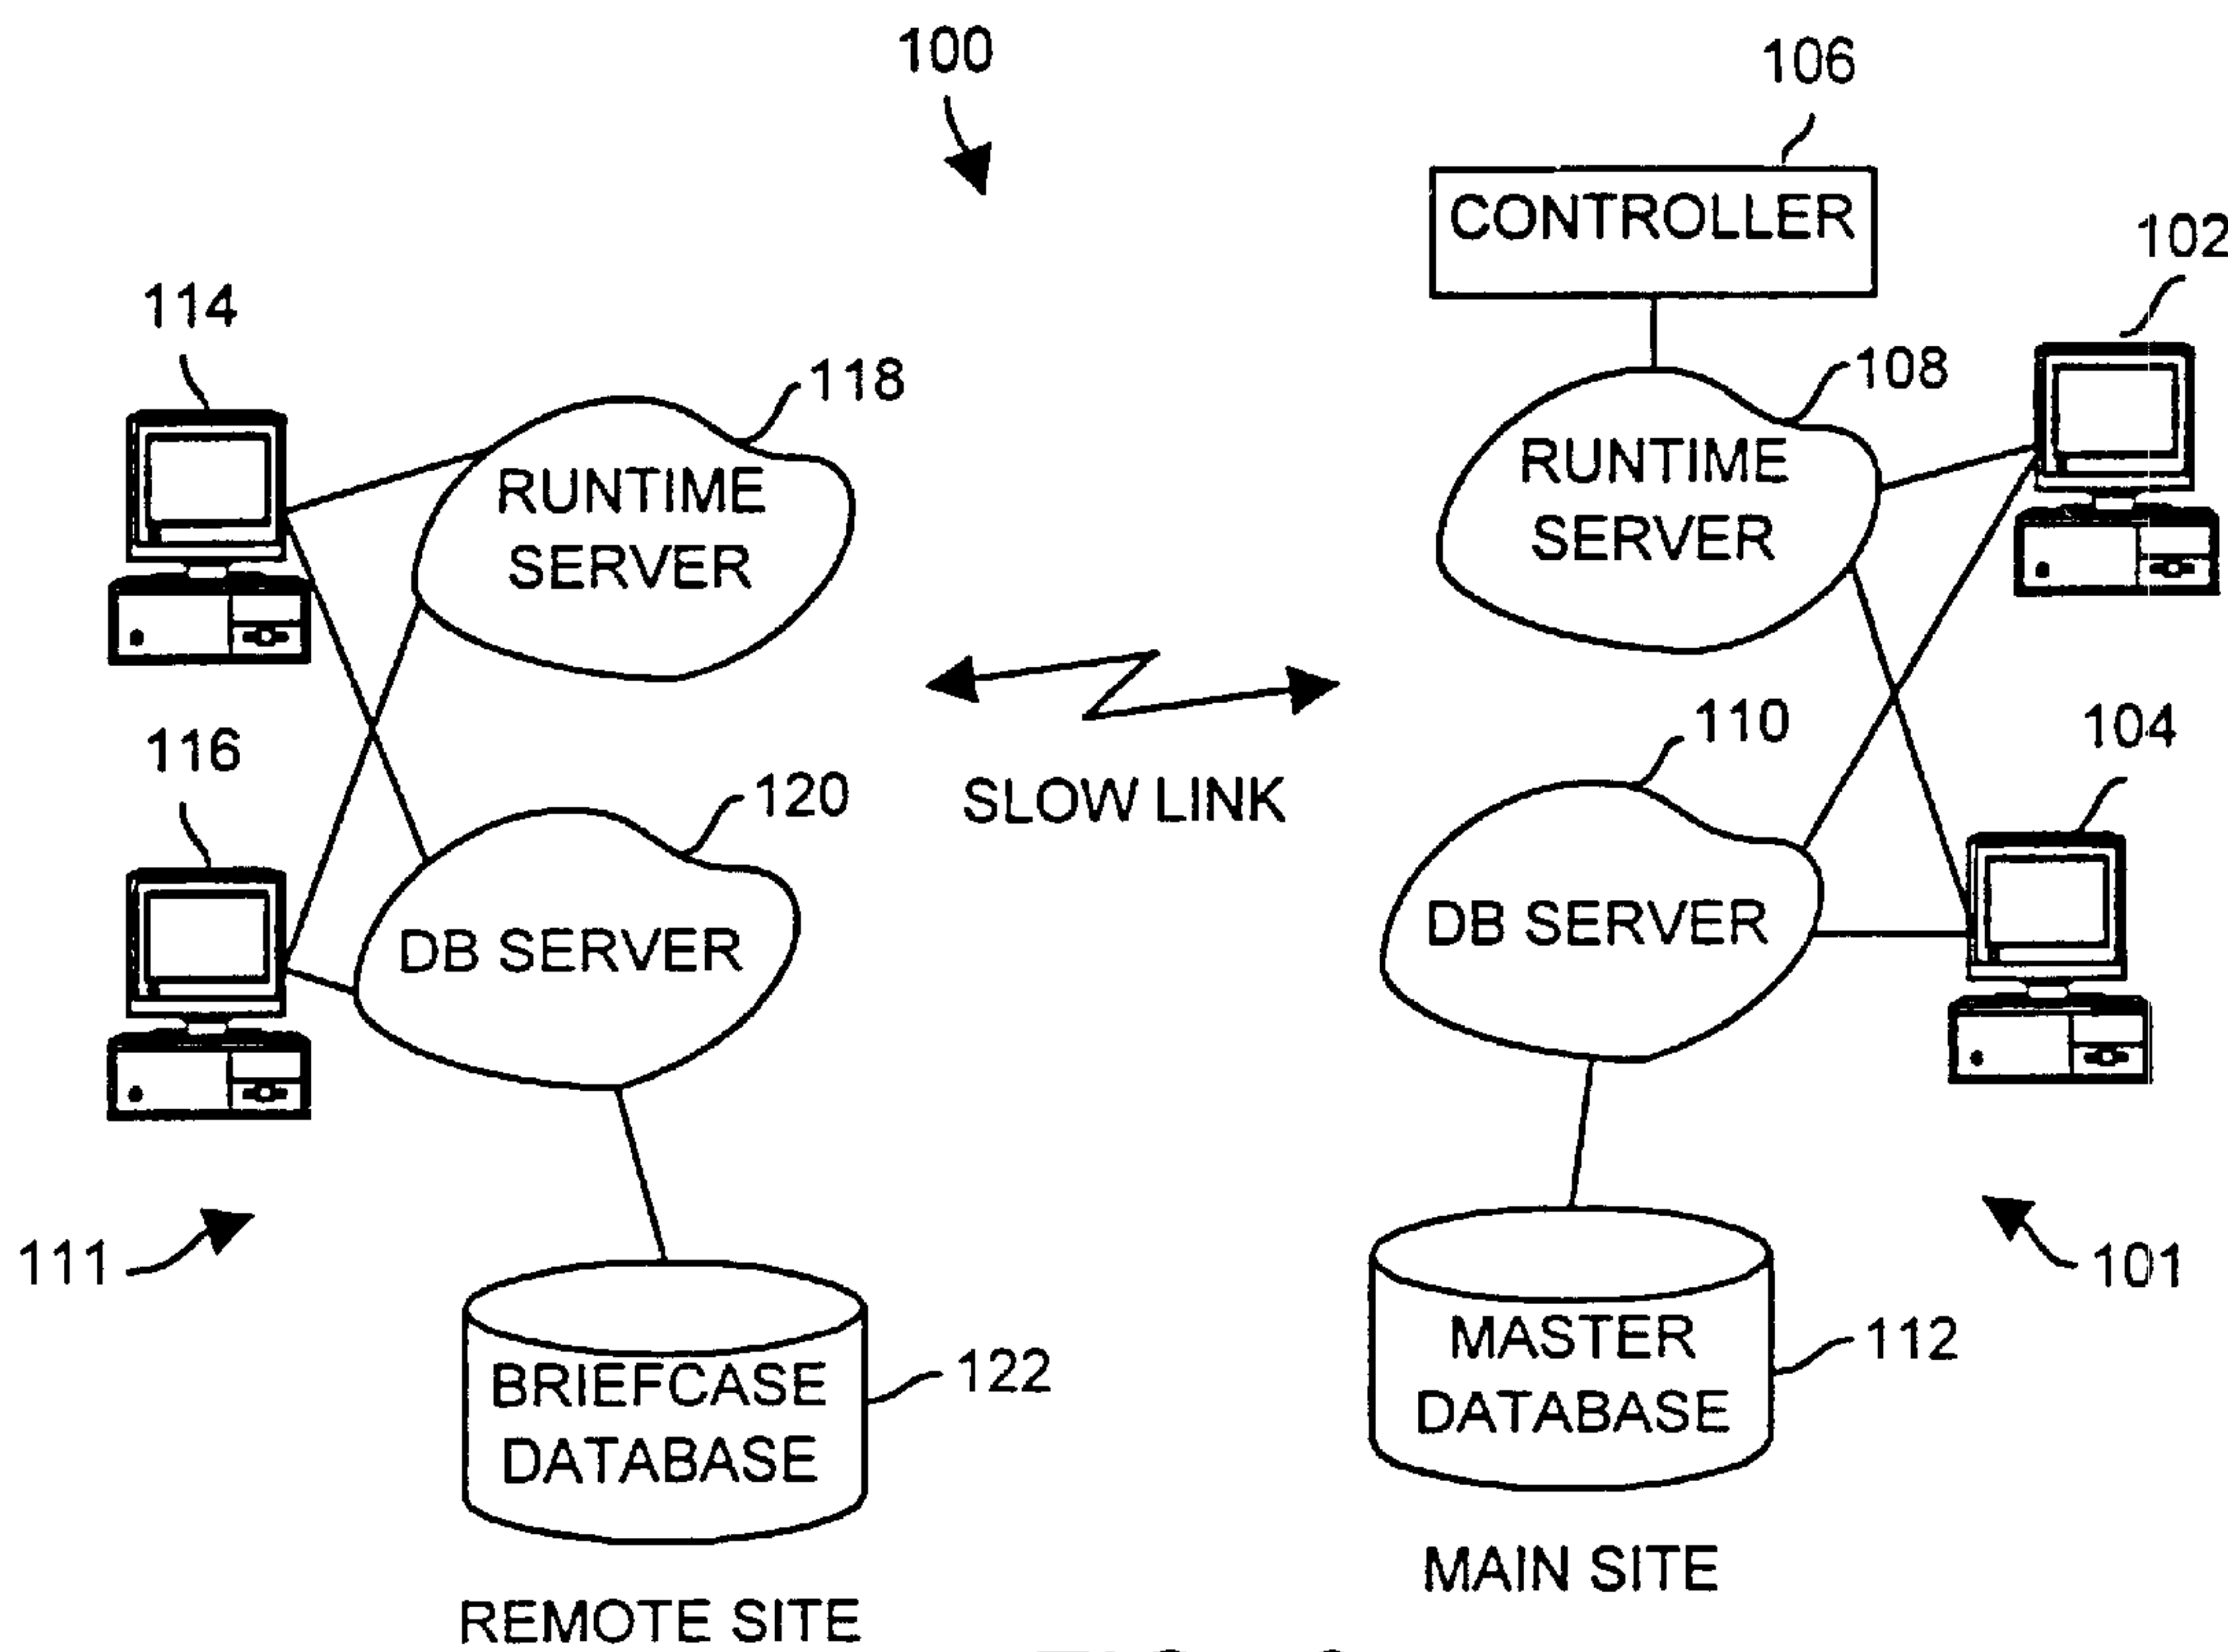 100
106
CONTROLLER
102
114
118
108
RUNTIME
SERVER
RUNTIME
SERVER
116
110
104
120
SLOW LINK
DB SERVER
DB SERVER
111
101
BRIEFCASE
DATABASE
122
MASTER
DATABASE
112
REMOTE SITE
MAIN SITE